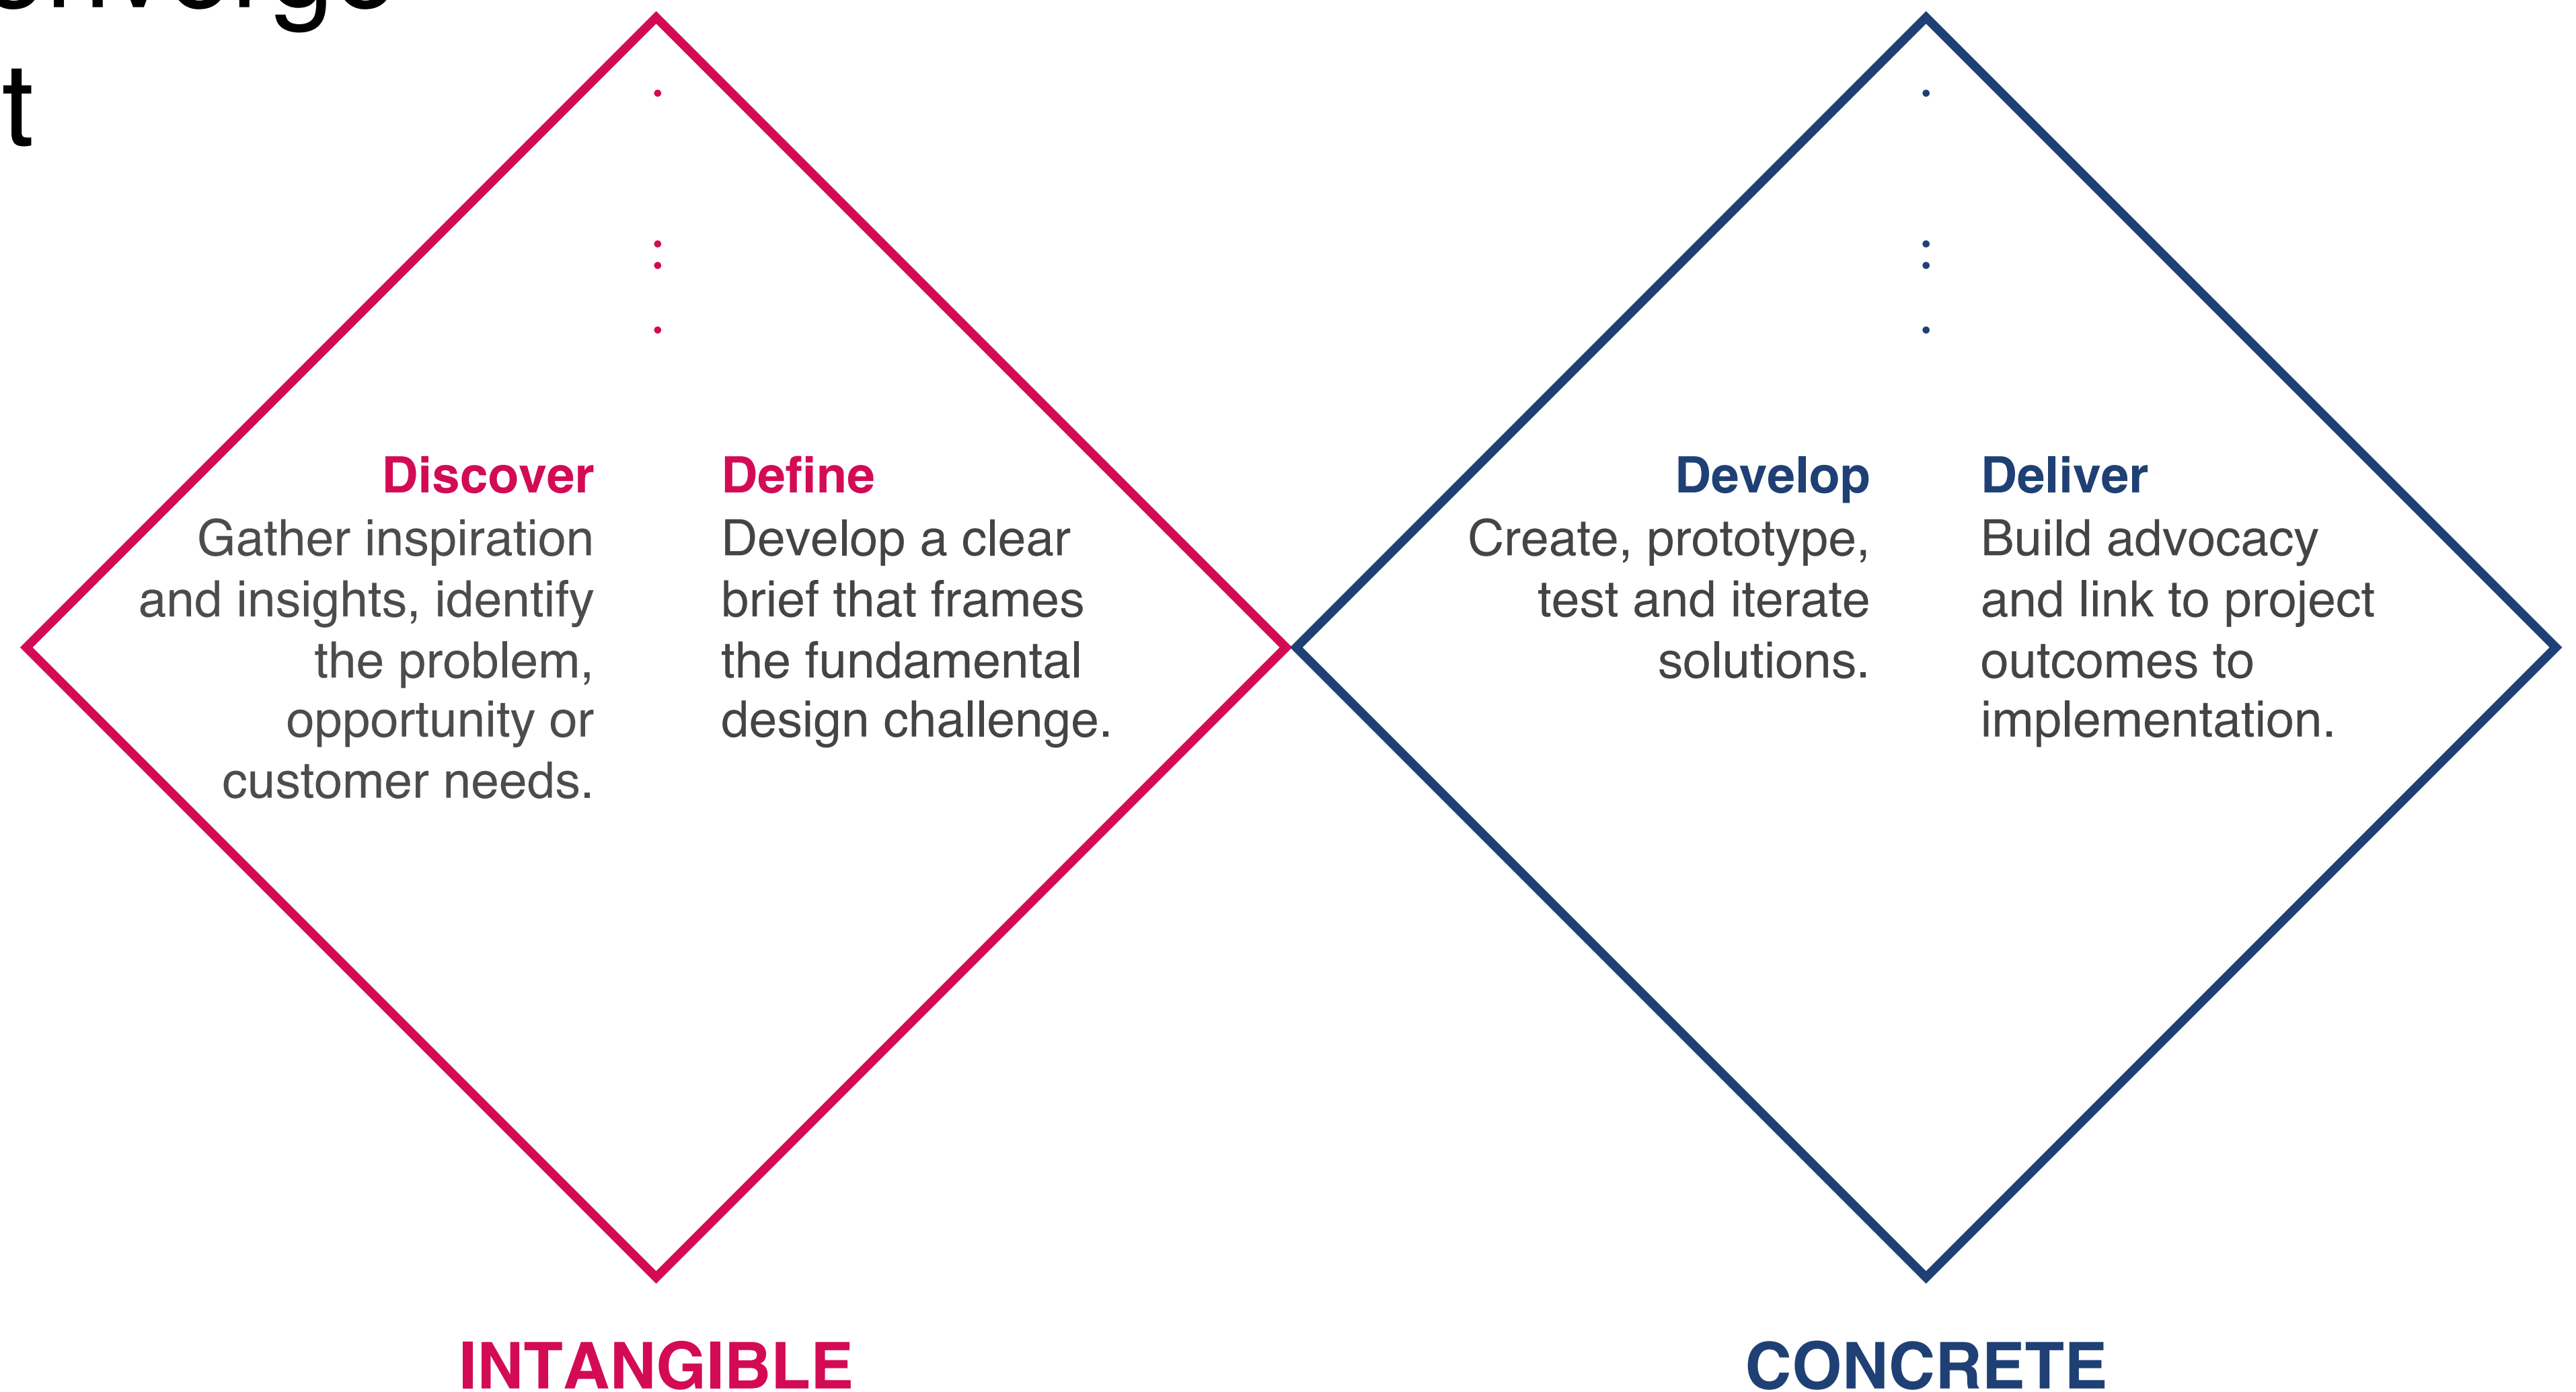 t
Discover
Gather inspiration
and insights, identify
the problem,
opportunity or
customer needs.
Define
Develop a clear
brief that frames
the fundamental
design challenge.
Develop
Create, prototype,
test and iterate
solutions.
Deliver
Build advocacy
and link to project
outcomes to
implementation.
INTANGIBLE
CONCRETE